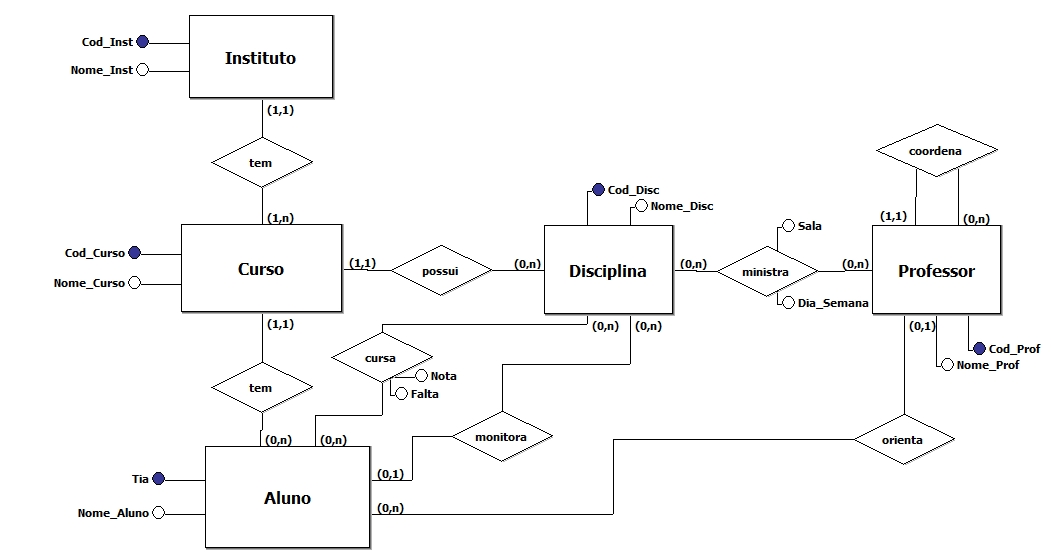 Cod_Inst
Instituto
Nome_Inst
(1,1)
tem
(1,n)
coordena
(1,1)
(0,n)
Cod_Disc
Nome_Disc
Sala
Cod_Curso
Curso
Nome_Curso
(1,1)
possui
(0,n)
Disciplina
(0,n)
ministra
Dia_Semana
(0,n)
Professor
(1,1)
(0,n)
(0,n)
(0,1)
Cod_Prof
Nome_Prof
cursa
Nota
Falta
tem
(0,n)
(0,n)
monitora
orienta
Tia
Aluno
Nome_Aluno
(0,1)
(0,n)